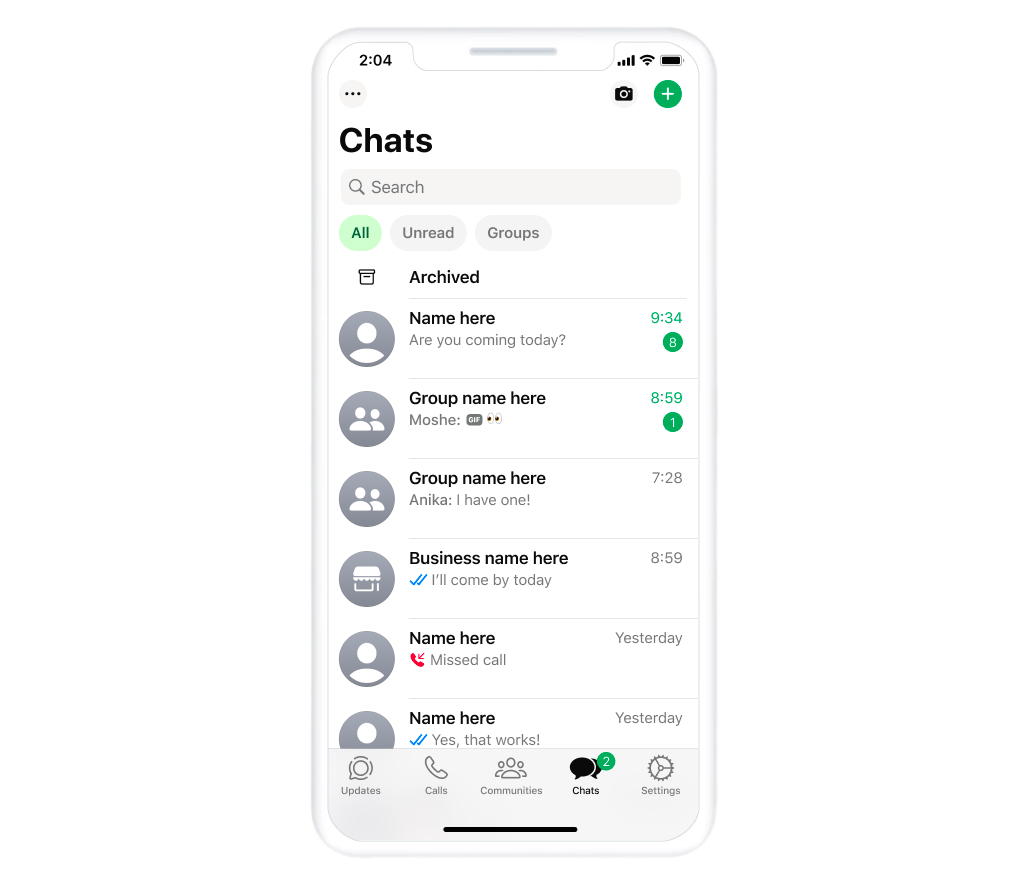 2:04
Chats
Search
All Unread Groups
Archived
Name here 9:34
Are you coming today? 8
Group name here 8:59
Moshe: GIF 👀 1
Group name here 7:28
Anika: I have one!
Business name here 8:59
I’ll come by today
Name here Yesterday
Missed call
Name here Yesterday
Yes, that works!
2
Updates Calls Communities Chats Settings